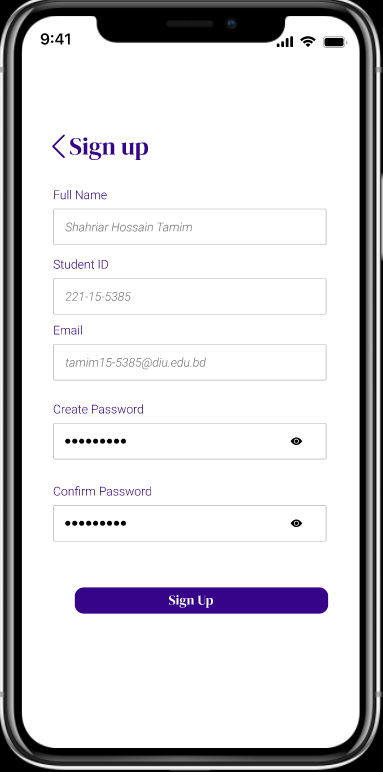 9:41
Sign up
Full Name
Shahriar Hossain Tamim
Student ID
221-15-5385
Email
tamim15-5385@diu.edu.bd
Create Password
•••••••••
Confirm Password
•••••••••
Sign Up